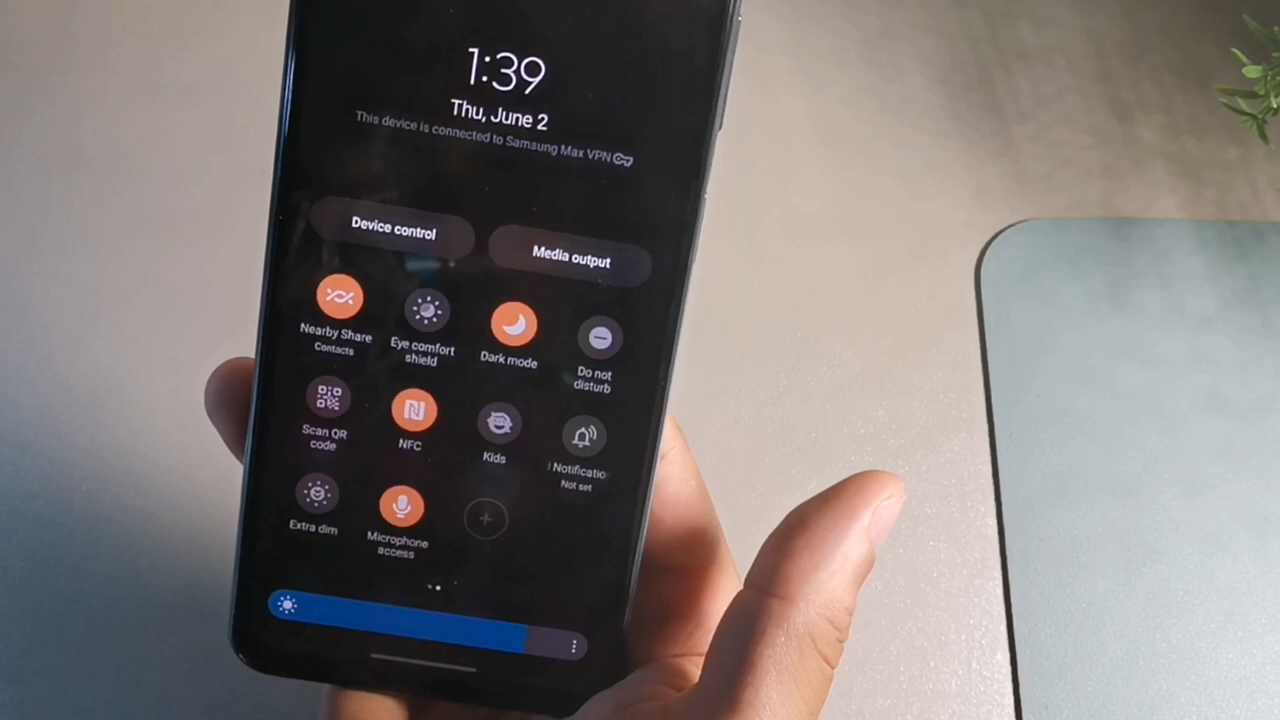 1:39
Thu, June 2
This device is connected to Samsung Max VPN
Device control
Media output
Nearby Share
Contacts
Eye comfort
shield
Dark mode
Do not
disturb
Scan QR
code
NFC
Kids
Notificatio
Not set
Extra dim
Microphone
access